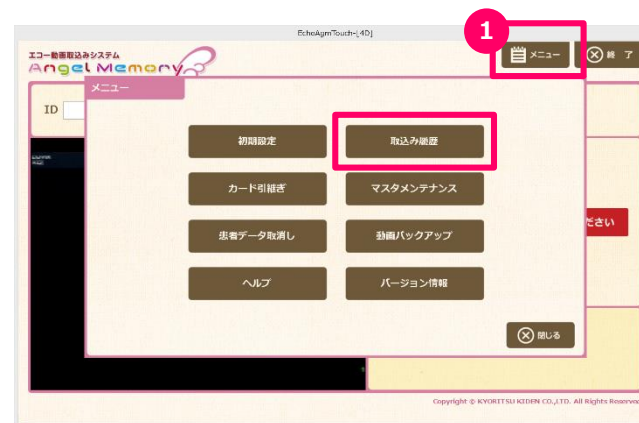 EchoAgmTouch-[4D]
1
エコー動画取込みシステム
Angel Memory
メニュー
終 了
メニュー
ID
初期設定
取込み履歴
カード引継ぎ
マスタメンテナンス
ださい
患者データ取消し
動画バックアップ
ヘルプ
バージョン情報
閉じる
Copyright © KYORITSU KIDEN CO.,LTD. All Rights Reserved